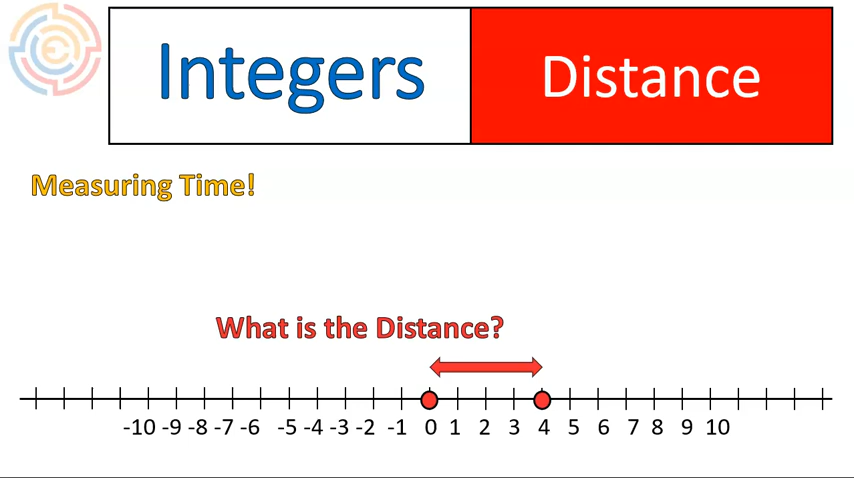 Integers Distance
Measuring Time!
What is the Distance?
-10 -9 -8 -7 -6 -5 -4 -3 -2 -1 0 1 2 3 4 5 6 7 8 9 10